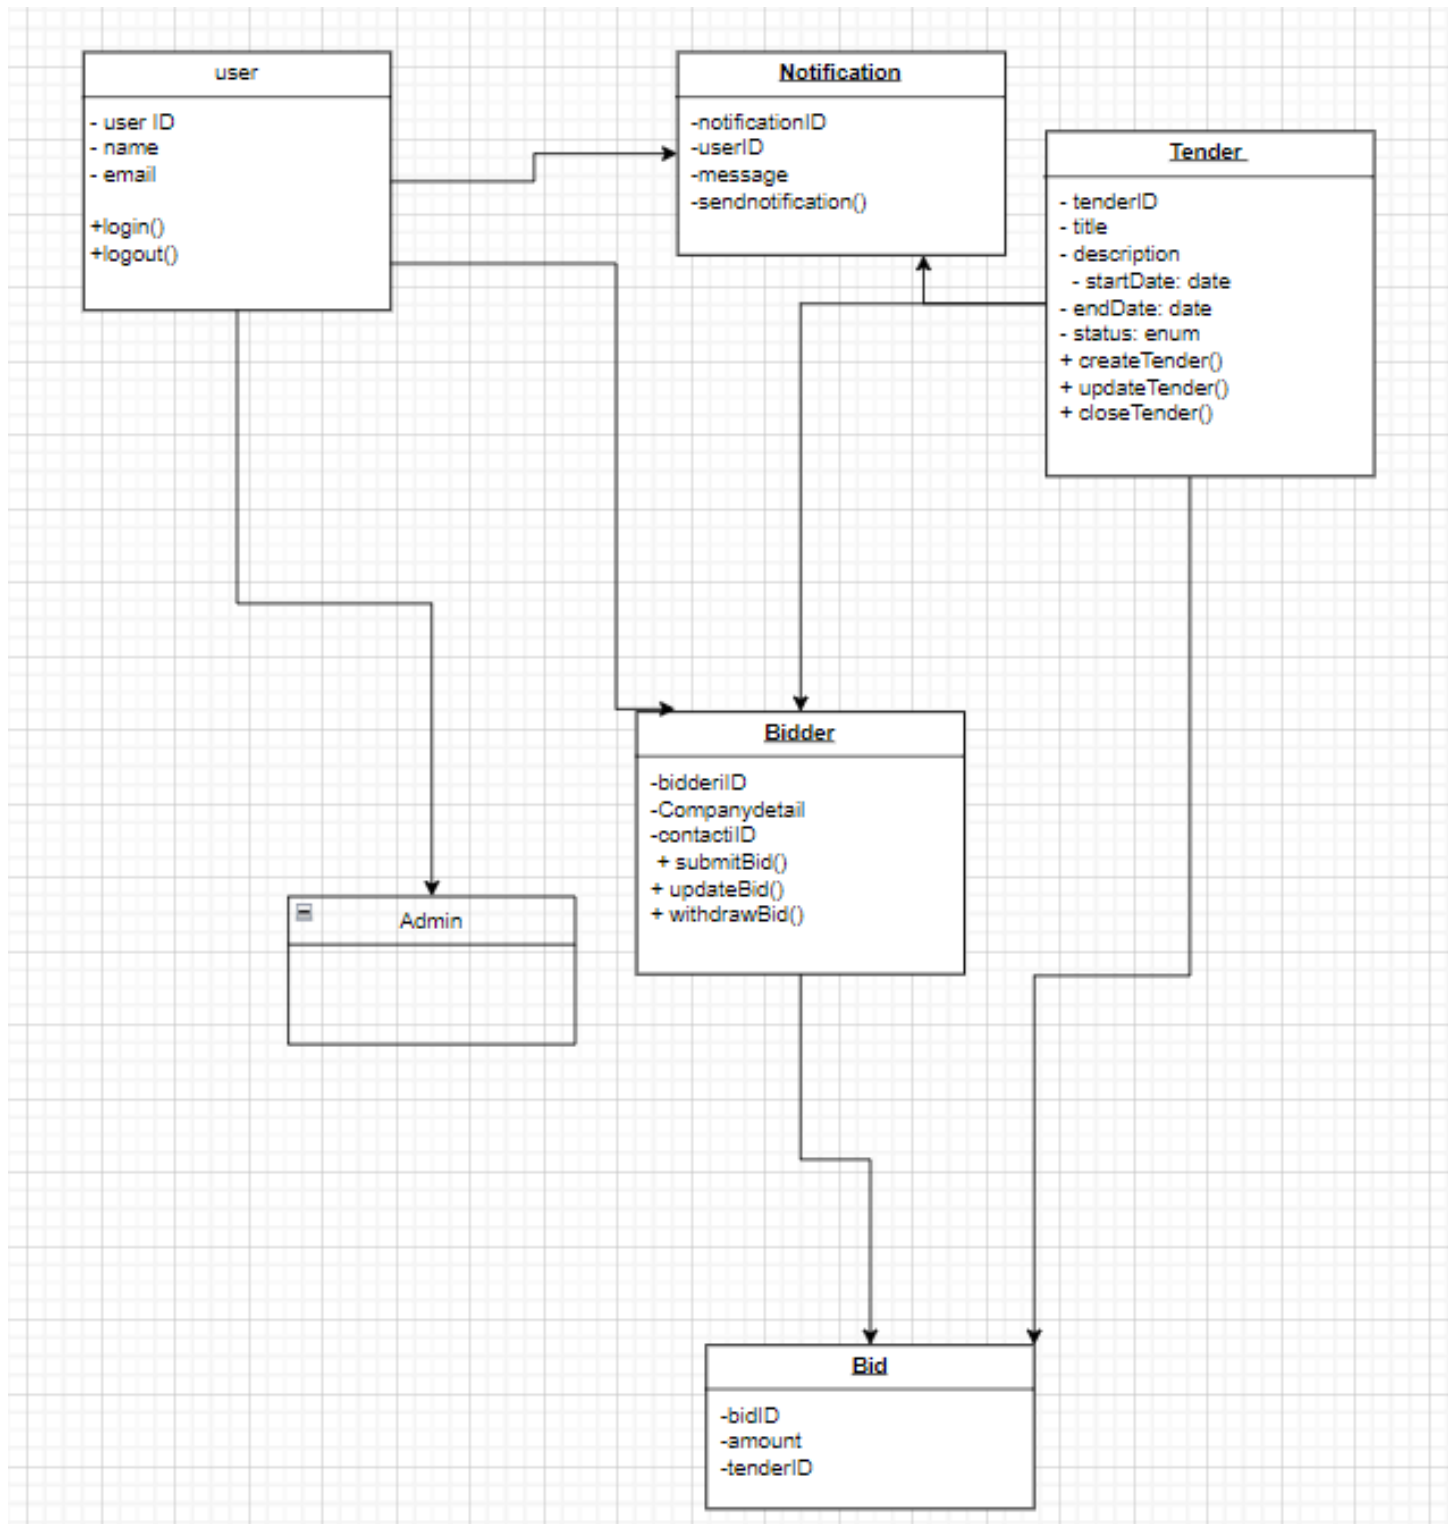 user
- user ID
- name
- email
+login()
+logout()
Notification
-notificationID
-userID
-message
-sendnotification()
Tender
- tenderID
- title
- description
- startDate: date
- endDate: date
- status: enum
+ createTender()
+ updateTender()
+ closeTender()
Bidder
-bidderiID
-Companydetail
-contactiID
+ submitBid()
+ updateBid()
+ withdrawBid()
Admin
Bid
-bidID
-amount
-tenderID